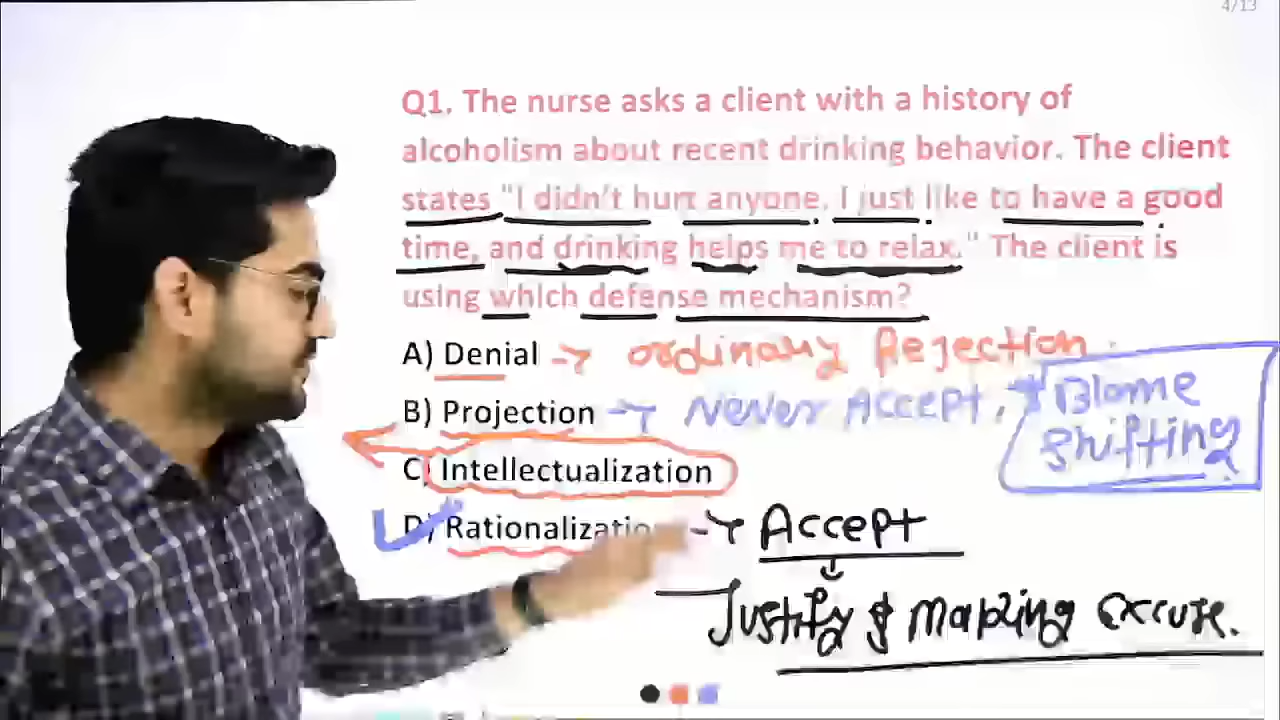 4/13
Q1. The nurse asks a client with a history of
alcoholism about recent drinking behavior. The client
states "I didn't hurt anyone. I just like to have a good
time, and drinking helps me to relax." The client is
using which defense mechanism?
A) Denial → ordinary Rejection.
B) Projection → Never Accept, → Blame
Shifting
C) Intellectualization
D) Rationalizatio → Accept
Justify & Making excuse.